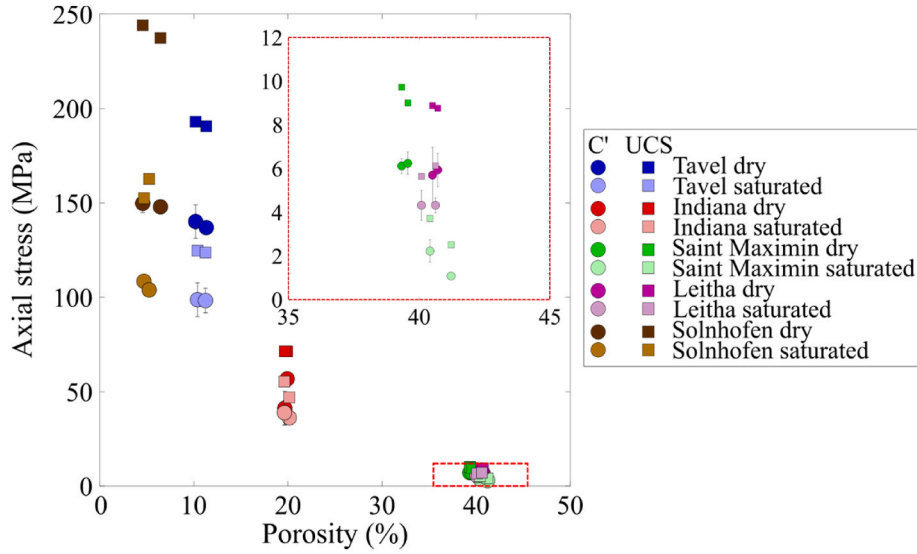 250
200
150
100
50
0
Axial stress (MPa)
0
10
20
30
40
50
Porosity (%)
12
10
8
6
4
2
0
35
40
45
C' UCS
Tavel dry
Tavel saturated
Indiana dry
Indiana saturated
Saint Maximin dry
Saint Maximin saturated
Leitha dry
Leitha saturated
Solnhofen dry
Solnhofen saturated